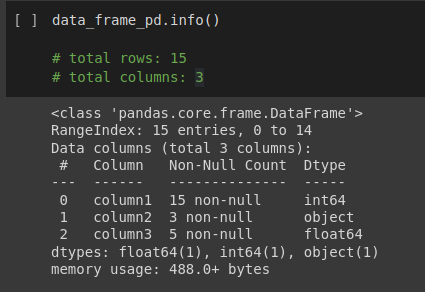 [ ] data_frame_pd.info()
# total rows: 15
# total columns: 3
<class 'pandas.core.frame.DataFrame'>
RangeIndex: 15 entries, 0 to 14
Data columns (total 3 columns):
 #   Column   Non-Null Count  Dtype
---  ------   --------------  -----
 0   column1  15 non-null     int64
 1   column2  3 non-null      object
 2   column3  5 non-null      float64
dtypes: float64(1), int64(1), object(1)
memory usage: 488.0+ bytes